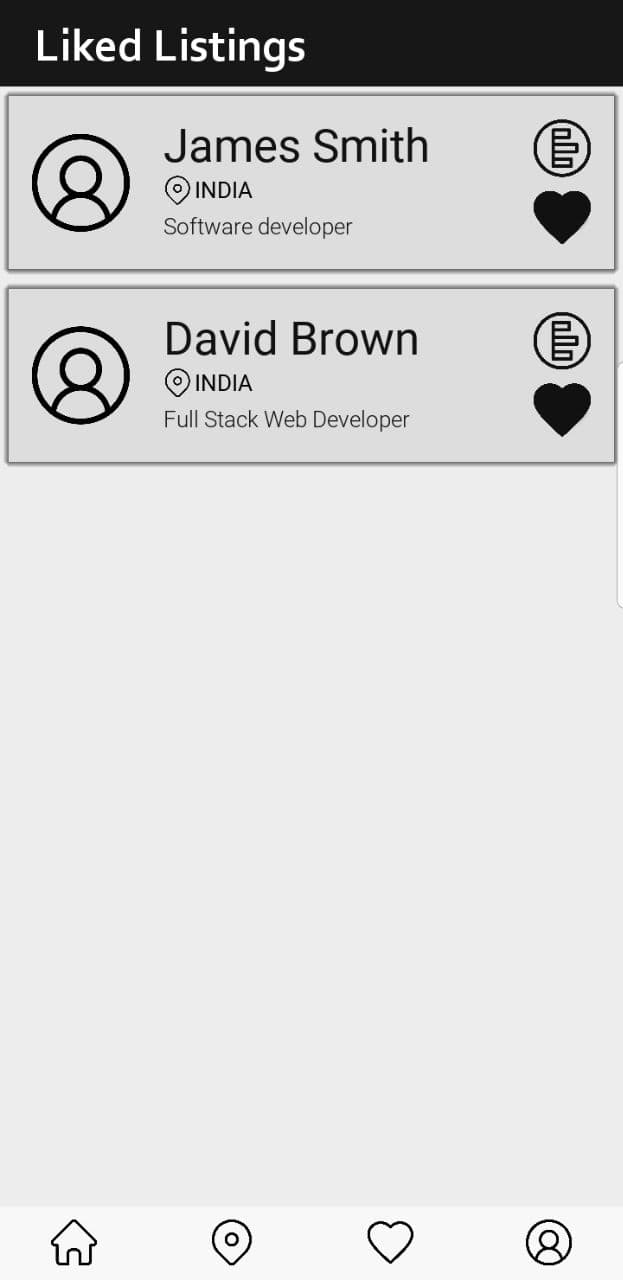 Liked Listings
James Smith
INDIA
Software developer
David Brown
INDIA
Full Stack Web Developer